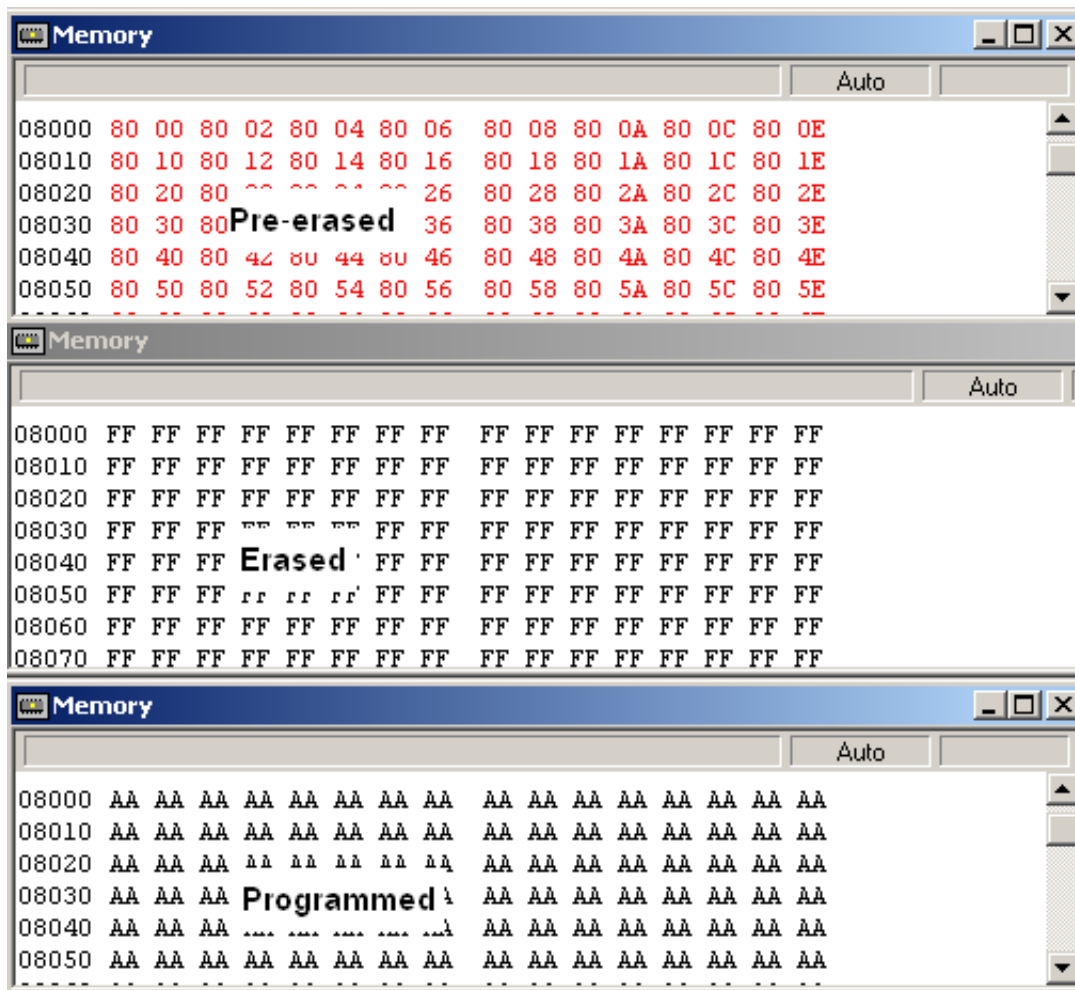 Memory
Auto
08000 80 00 80 02 80 04 80 06 80 08 80 0A 80 0C 80 0E
08010 80 10 80 12 80 14 80 16 80 18 80 1A 80 1C 80 1E
08020 80 20 80 26 80 28 80 2A 80 2C 80 2E
Pre-erased
08030 80 30 80 36 80 38 80 3A 80 3C 80 3E
08040 80 40 80 42 80 44 80 46 80 48 80 4A 80 4C 80 4E
08050 80 50 80 52 80 54 80 56 80 58 80 5A 80 5C 80 5E
Memory
Auto
08000 FF FF FF FF FF FF FF FF FF FF FF FF FF FF FF FF
08010 FF FF FF FF FF FF FF FF FF FF FF FF FF FF FF FF
08020 FF FF FF FF FF FF FF FF FF FF FF FF FF FF FF FF
08030 FF FF FF FF FF FF FF FF FF FF FF FF FF
08040 FF FF FF FF FF FF FF FF FF FF FF FF FF
Erased
08050 FF FF FF FF FF FF FF FF FF FF FF FF FF
08060 FF FF FF FF FF FF FF FF FF FF FF FF FF FF FF FF
08070 FF FF FF FF FF FF FF FF FF FF FF FF FF FF FF FF
Memory
Auto
08000 AA AA AA AA AA AA AA AA AA AA AA AA AA AA AA AA
08010 AA AA AA AA AA AA AA AA AA AA AA AA AA AA AA AA
08020 AA AA AA AA AA AA AA AA AA AA AA AA AA AA AA AA
08030 AA AA AA AA AA AA AA AA AA AA AA
Programmed
08040 AA AA AA AA AA AA AA AA AA AA AA
08050 AA AA AA AA AA AA AA AA AA AA AA AA AA AA AA AA